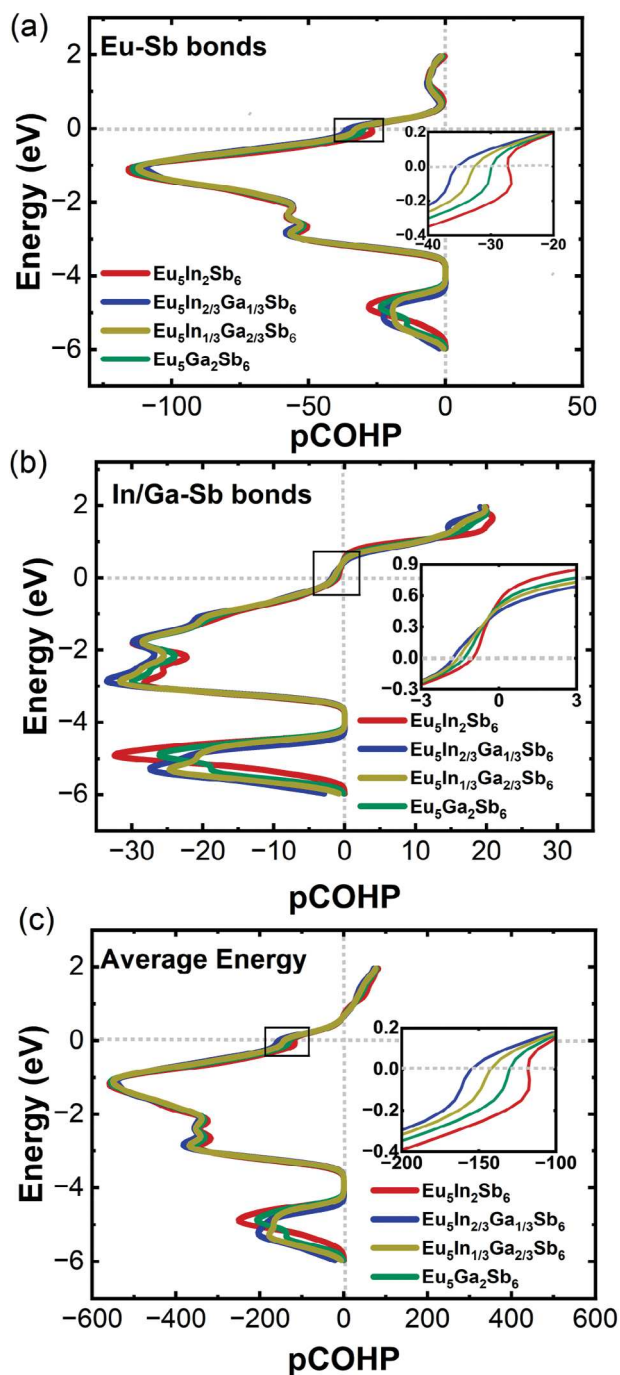 (a)
Eu-Sb bonds
2
0
−2
−4
−6
Energy (eV)
0.2
0.0
−0.2
−0.4
−40 −30 −20
Eu₅In₂Sb₆
Eu₅In₂/₃Ga₁/₃Sb₆
Eu₅In₁/₃Ga₂/₃Sb₆
Eu₅Ga₂Sb₆
−100 −50 0 50
pCOHP
(b)
In/Ga-Sb bonds
2
0
−2
−4
−6
Energy (eV)
0.9
0.6
0.3
0.0
−0.3
−3 0 3
Eu₅In₂Sb₆
Eu₅In₂/₃Ga₁/₃Sb₆
Eu₅In₁/₃Ga₂/₃Sb₆
Eu₅Ga₂Sb₆
−30 −20 −10 0 10 20 30
pCOHP
(c)
Average Energy
2
0
−2
−4
−6
Energy (eV)
0.2
0.0
−0.2
−0.4
−200 −150 −100
Eu₅In₂Sb₆
Eu₅In₂/₃Ga₁/₃Sb₆
Eu₅In₁/₃Ga₂/₃Sb₆
Eu₅Ga₂Sb₆
−600 −400 −200 0 200 400 600
pCOHP